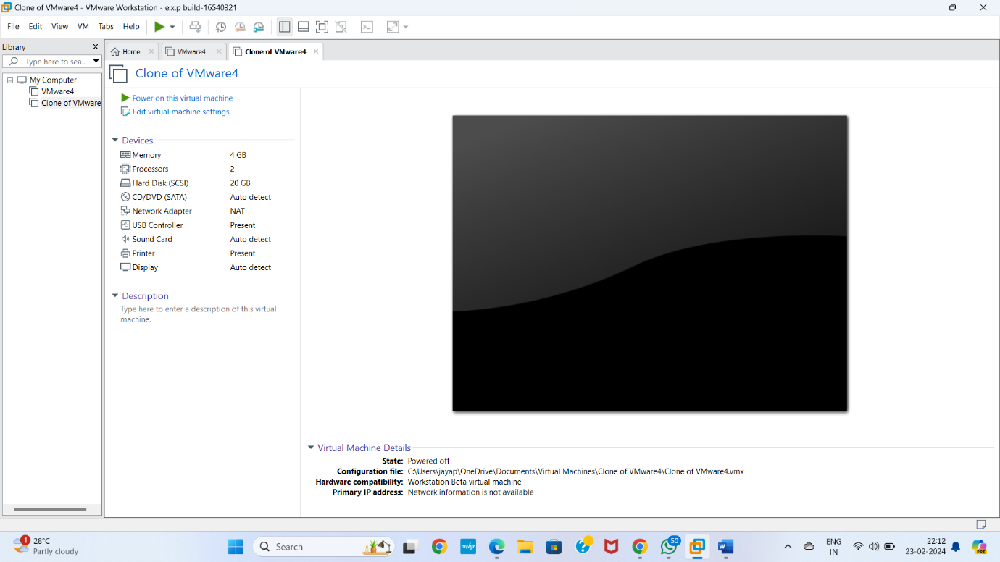 Clone of VMware4 - VMware Workstation - e.x.p build-16540321
File Edit View VM Tabs Help
Library
Type here to sea...
My Computer
VMware4
Clone of VMware
Home
VMware4
Clone of VMware4
Clone of VMware4
Power on this virtual machine
Edit virtual machine settings
Devices
Memory 4 GB
Processors 2
Hard Disk (SCSI) 20 GB
CD/DVD (SATA) Auto detect
Network Adapter NAT
USB Controller Present
Sound Card Auto detect
Printer Present
Display Auto detect
Description
Type here to enter a description of this virtual
machine.
Virtual Machine Details
State: Powered off
Configuration file: C:\Users\jayap\OneDrive\Documents\Virtual Machines\Clone of VMware4\Clone of VMware4.vmx
Hardware compatibility: Workstation Beta virtual machine
Primary IP address: Network information is not available
1
28°C
Partly cloudy
Search
myhp
50
ENG
IN
22:12
23-02-2024
PRE